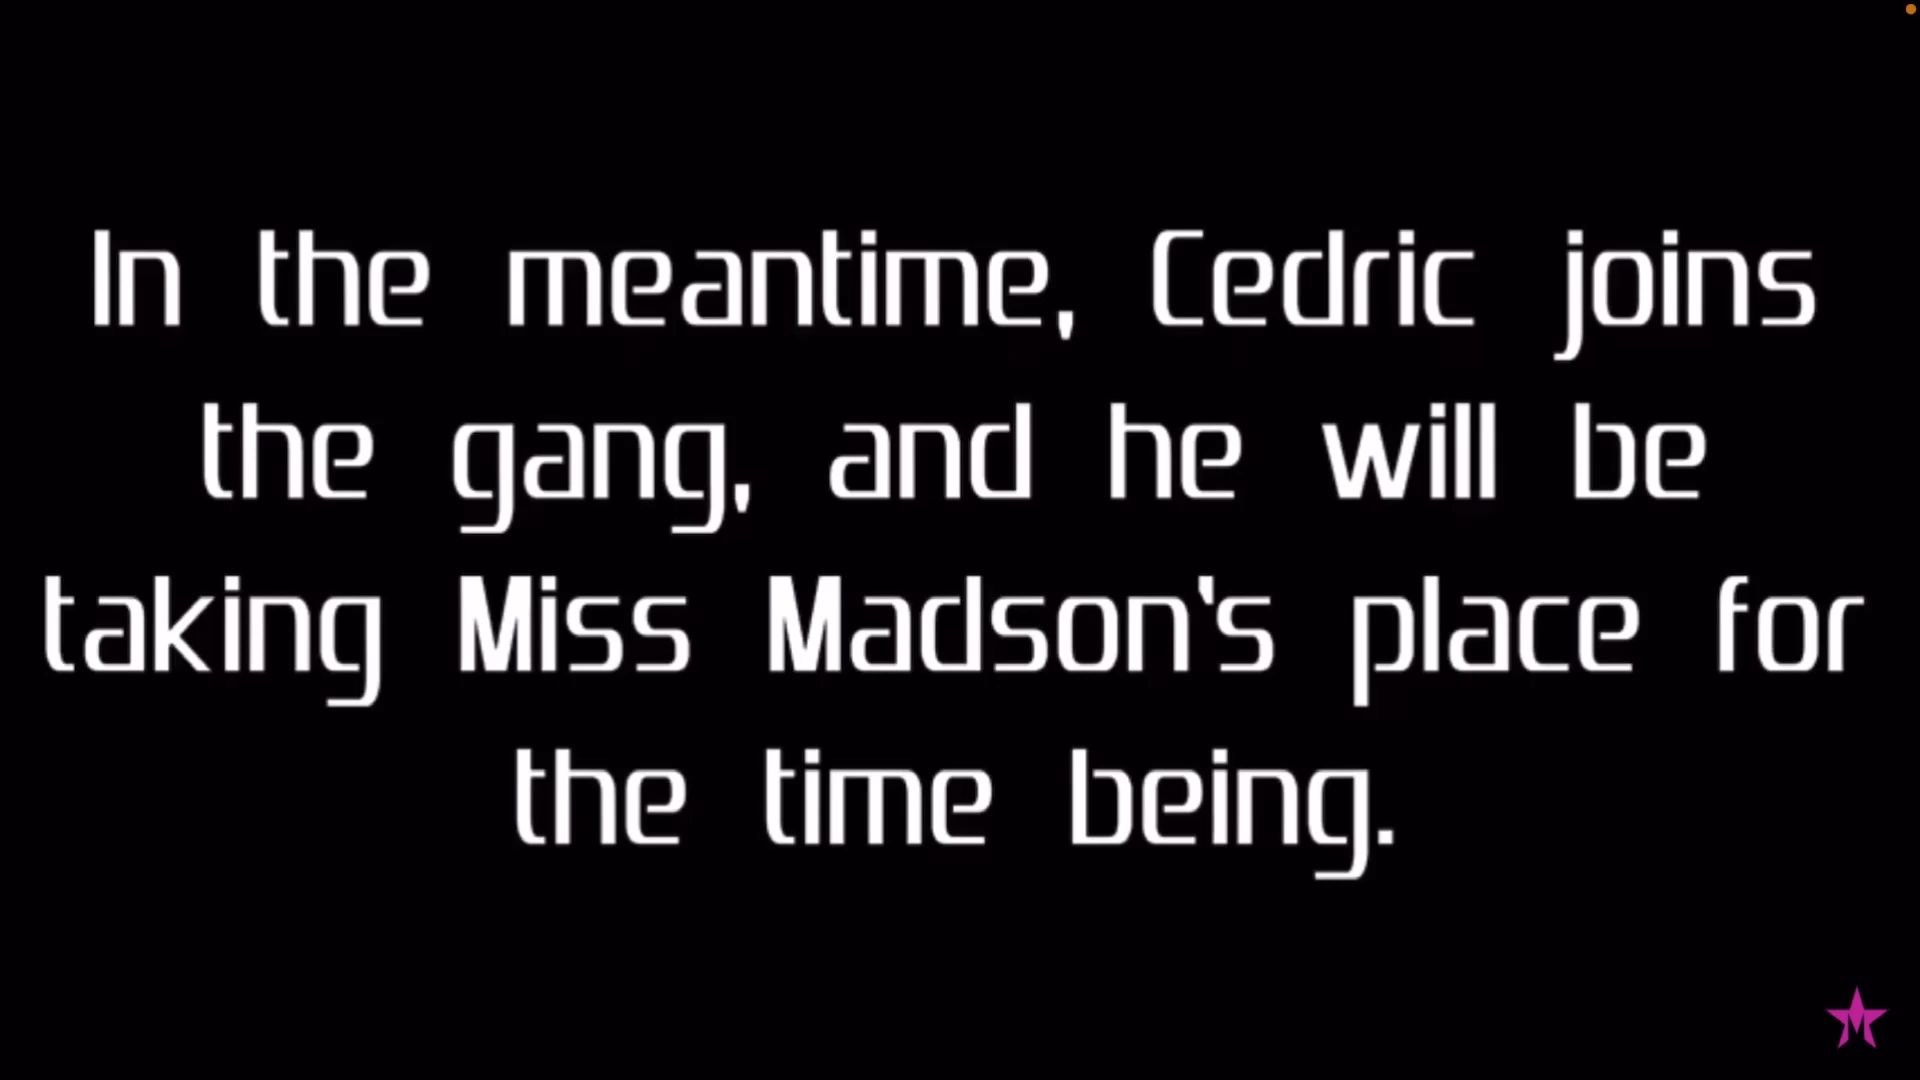 In the meantime, Cedric joins
the gang, and he will be
taking Miss Madson's place for
the time being.